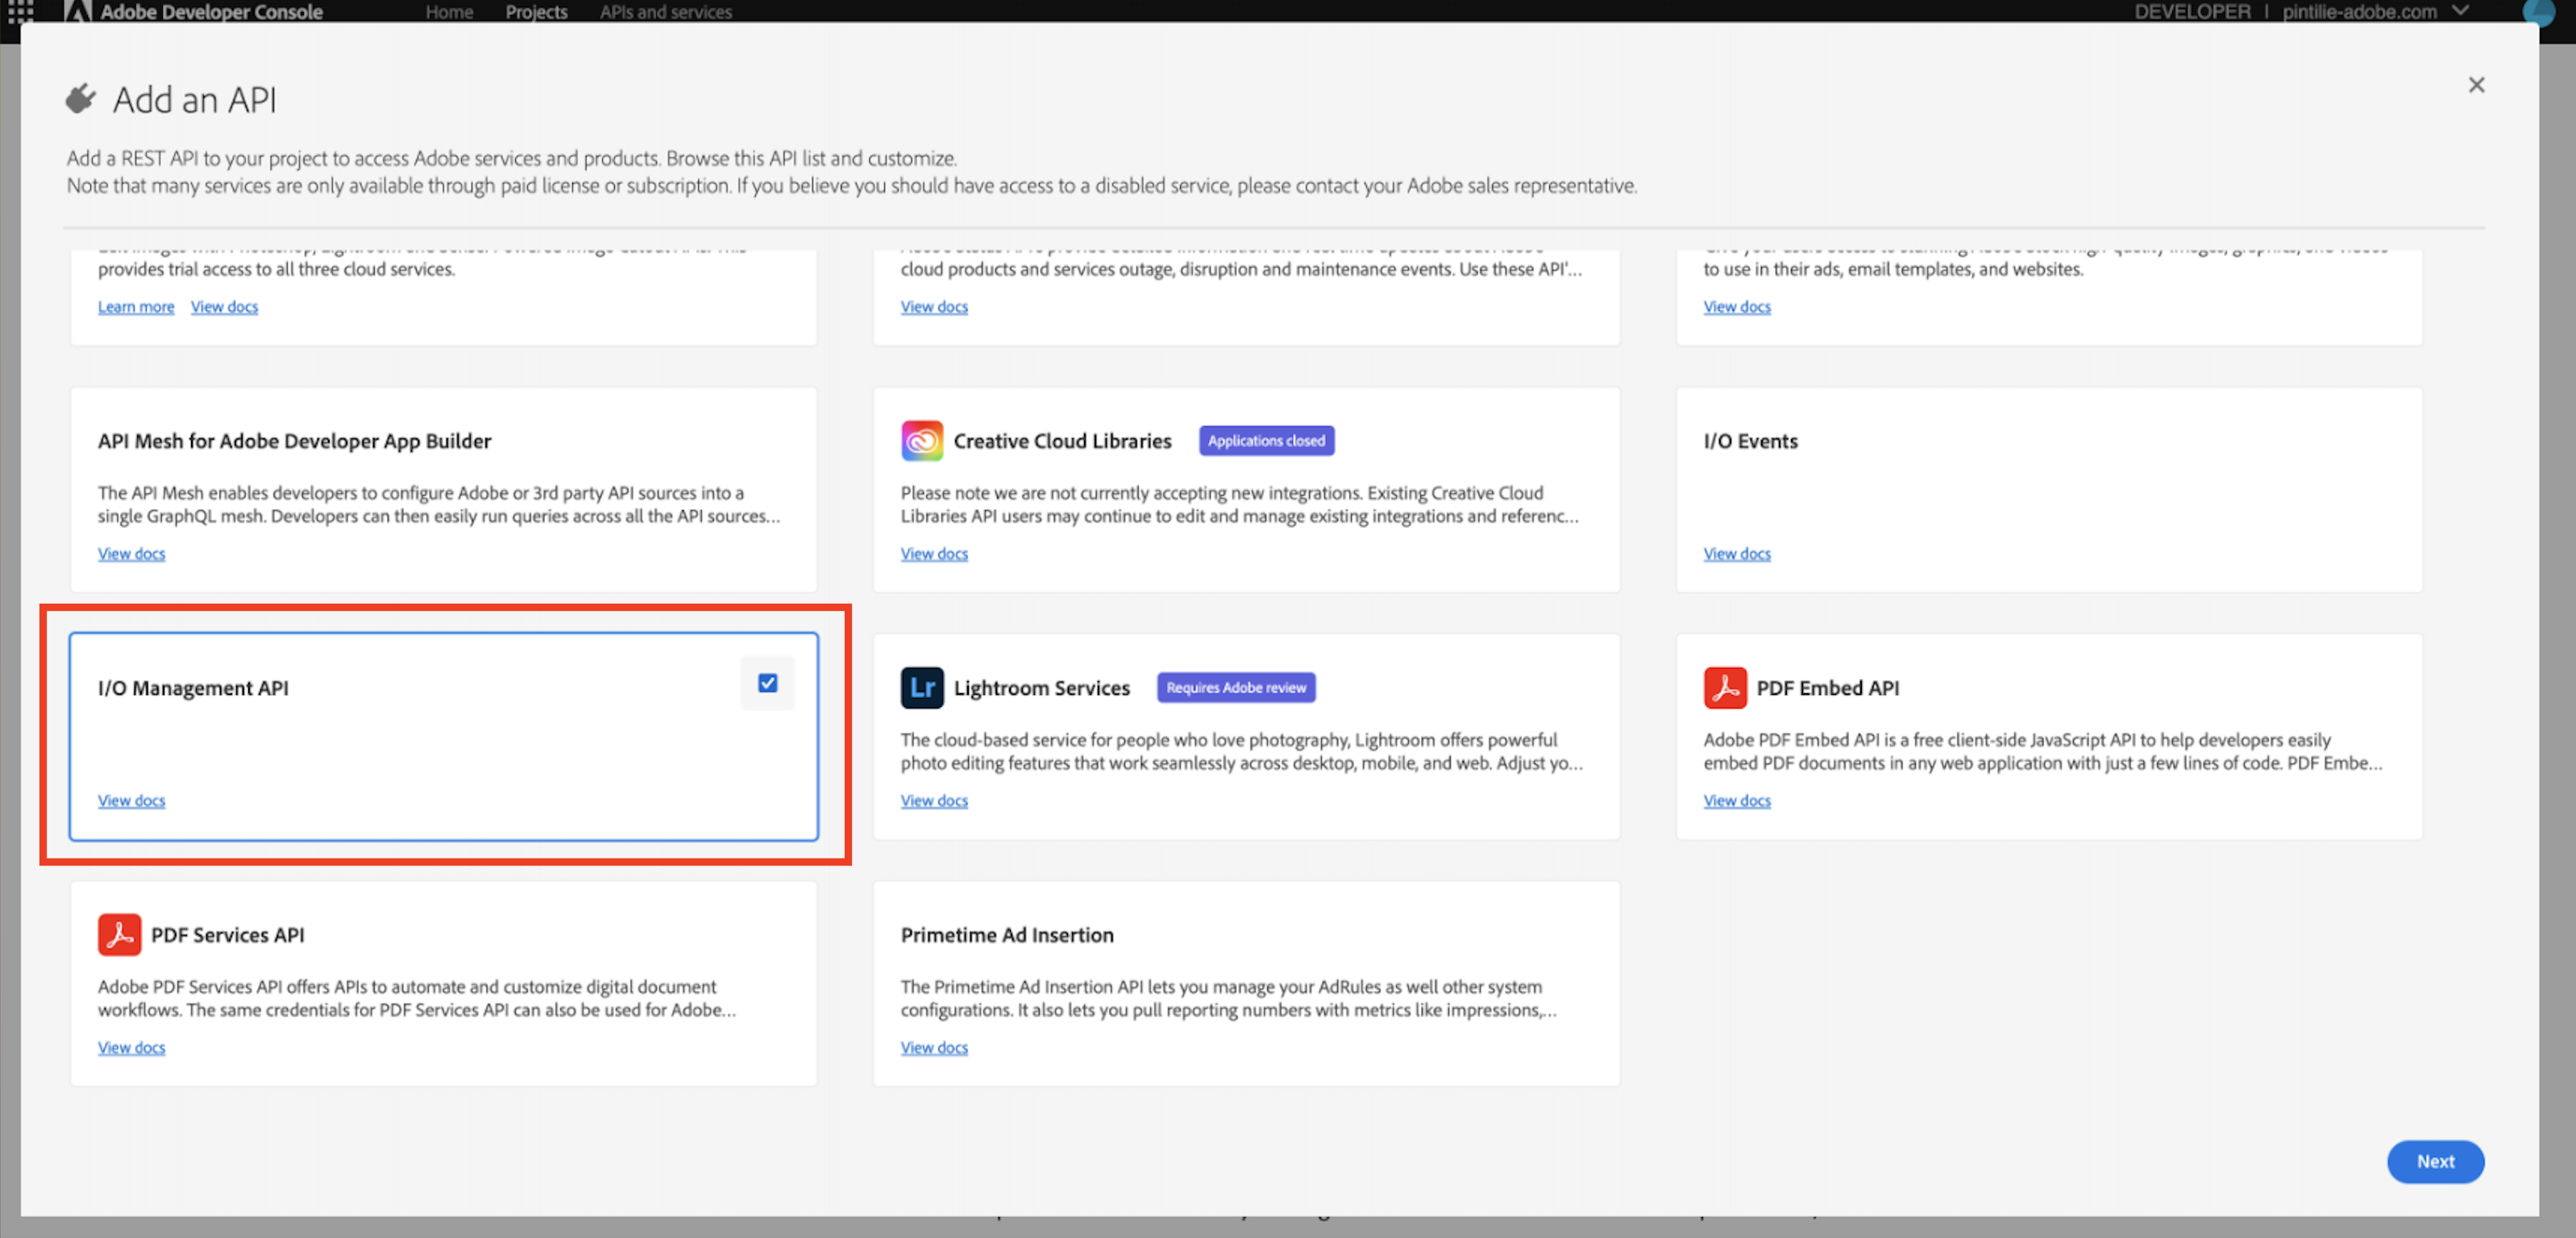 Adobe Developer Console Home Projects APIs and services DEVELOPER | pintilie-adobe.com
Add an API
Add a REST API to your project to access Adobe services and products. Browse this API list and customize.
Note that many services are only available through paid license or subscription. If you believe you should have access to a disabled service, please contact your Adobe sales representative.
provides trial access to all three cloud services.
Learn more View docs
cloud products and services outage, disruption and maintenance events. Use these API'...
View docs
to use in their ads, email templates, and websites.
View docs
API Mesh for Adobe Developer App Builder
The API Mesh enables developers to configure Adobe or 3rd party API sources into a
single GraphQL mesh. Developers can then easily run queries across all the API sources...
View docs
Creative Cloud Libraries Applications closed
Please note we are not currently accepting new integrations. Existing Creative Cloud
Libraries API users may continue to edit and manage existing integrations and referenc...
View docs
I/O Events
View docs
I/O Management API
View docs
Lr Lightroom Services Requires Adobe review
The cloud-based service for people who love photography, Lightroom offers powerful
photo editing features that work seamlessly across desktop, mobile, and web. Adjust yo...
View docs
PDF Embed API
Adobe PDF Embed API is a free client-side JavaScript API to help developers easily
embed PDF documents in any web application with just a few lines of code. PDF Embe...
View docs
PDF Services API
Adobe PDF Services API offers APIs to automate and customize digital document
workflows. The same credentials for PDF Services API can also be used for Adobe...
View docs
Primetime Ad Insertion
The Primetime Ad Insertion API lets you manage your AdRules as well other system
configurations. It also lets you pull reporting numbers with metrics like impressions,...
View docs
Next